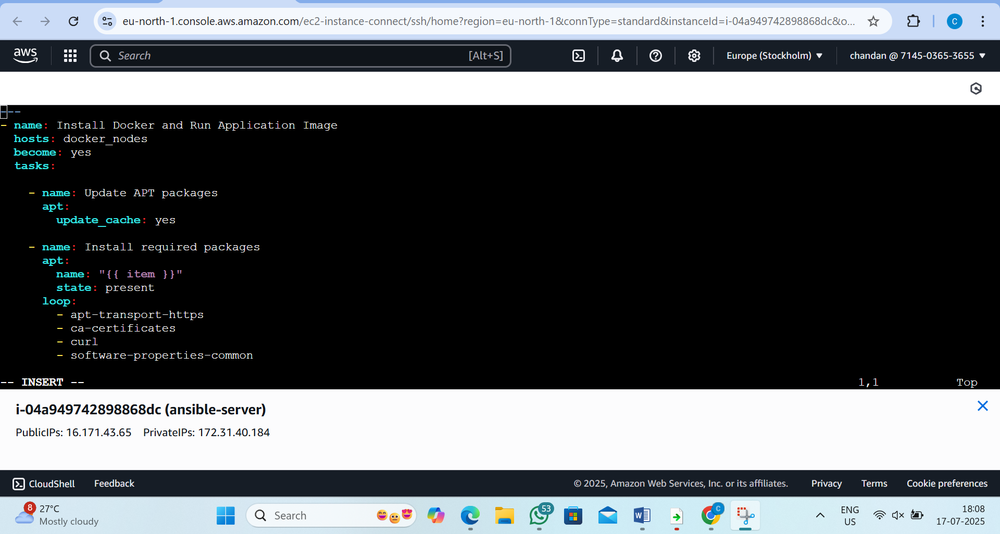 eu-north-1.console.aws.amazon.com/ec2-instance-connect/ssh/home?region=eu-north-1&connType=standard&instanceId=i-04a949742898868dc&o...
C
aws
Search
[Alt+S]
Europe (Stockholm)
chandan @ 7145-0365-3655
---
- name: Install Docker and Run Application Image
  hosts: docker_nodes
  become: yes
  tasks:
    - name: Update APT packages
      apt:
        update_cache: yes
    - name: Install required packages
      apt:
        name: "{{ item }}"
        state: present
      loop:
        - apt-transport-https
        - ca-certificates
        - curl
        - software-properties-common
-- INSERT --
1,1
Top
i-04a949742898868dc (ansible-server)
PublicIPs: 16.171.43.65 PrivateIPs: 172.31.40.184
CloudShell
Feedback
© 2025, Amazon Web Services, Inc. or its affiliates.
Privacy
Terms
Cookie preferences
8
27°C
Mostly cloudy
Search
53
W
C
ENG
US
18:08
17-07-2025